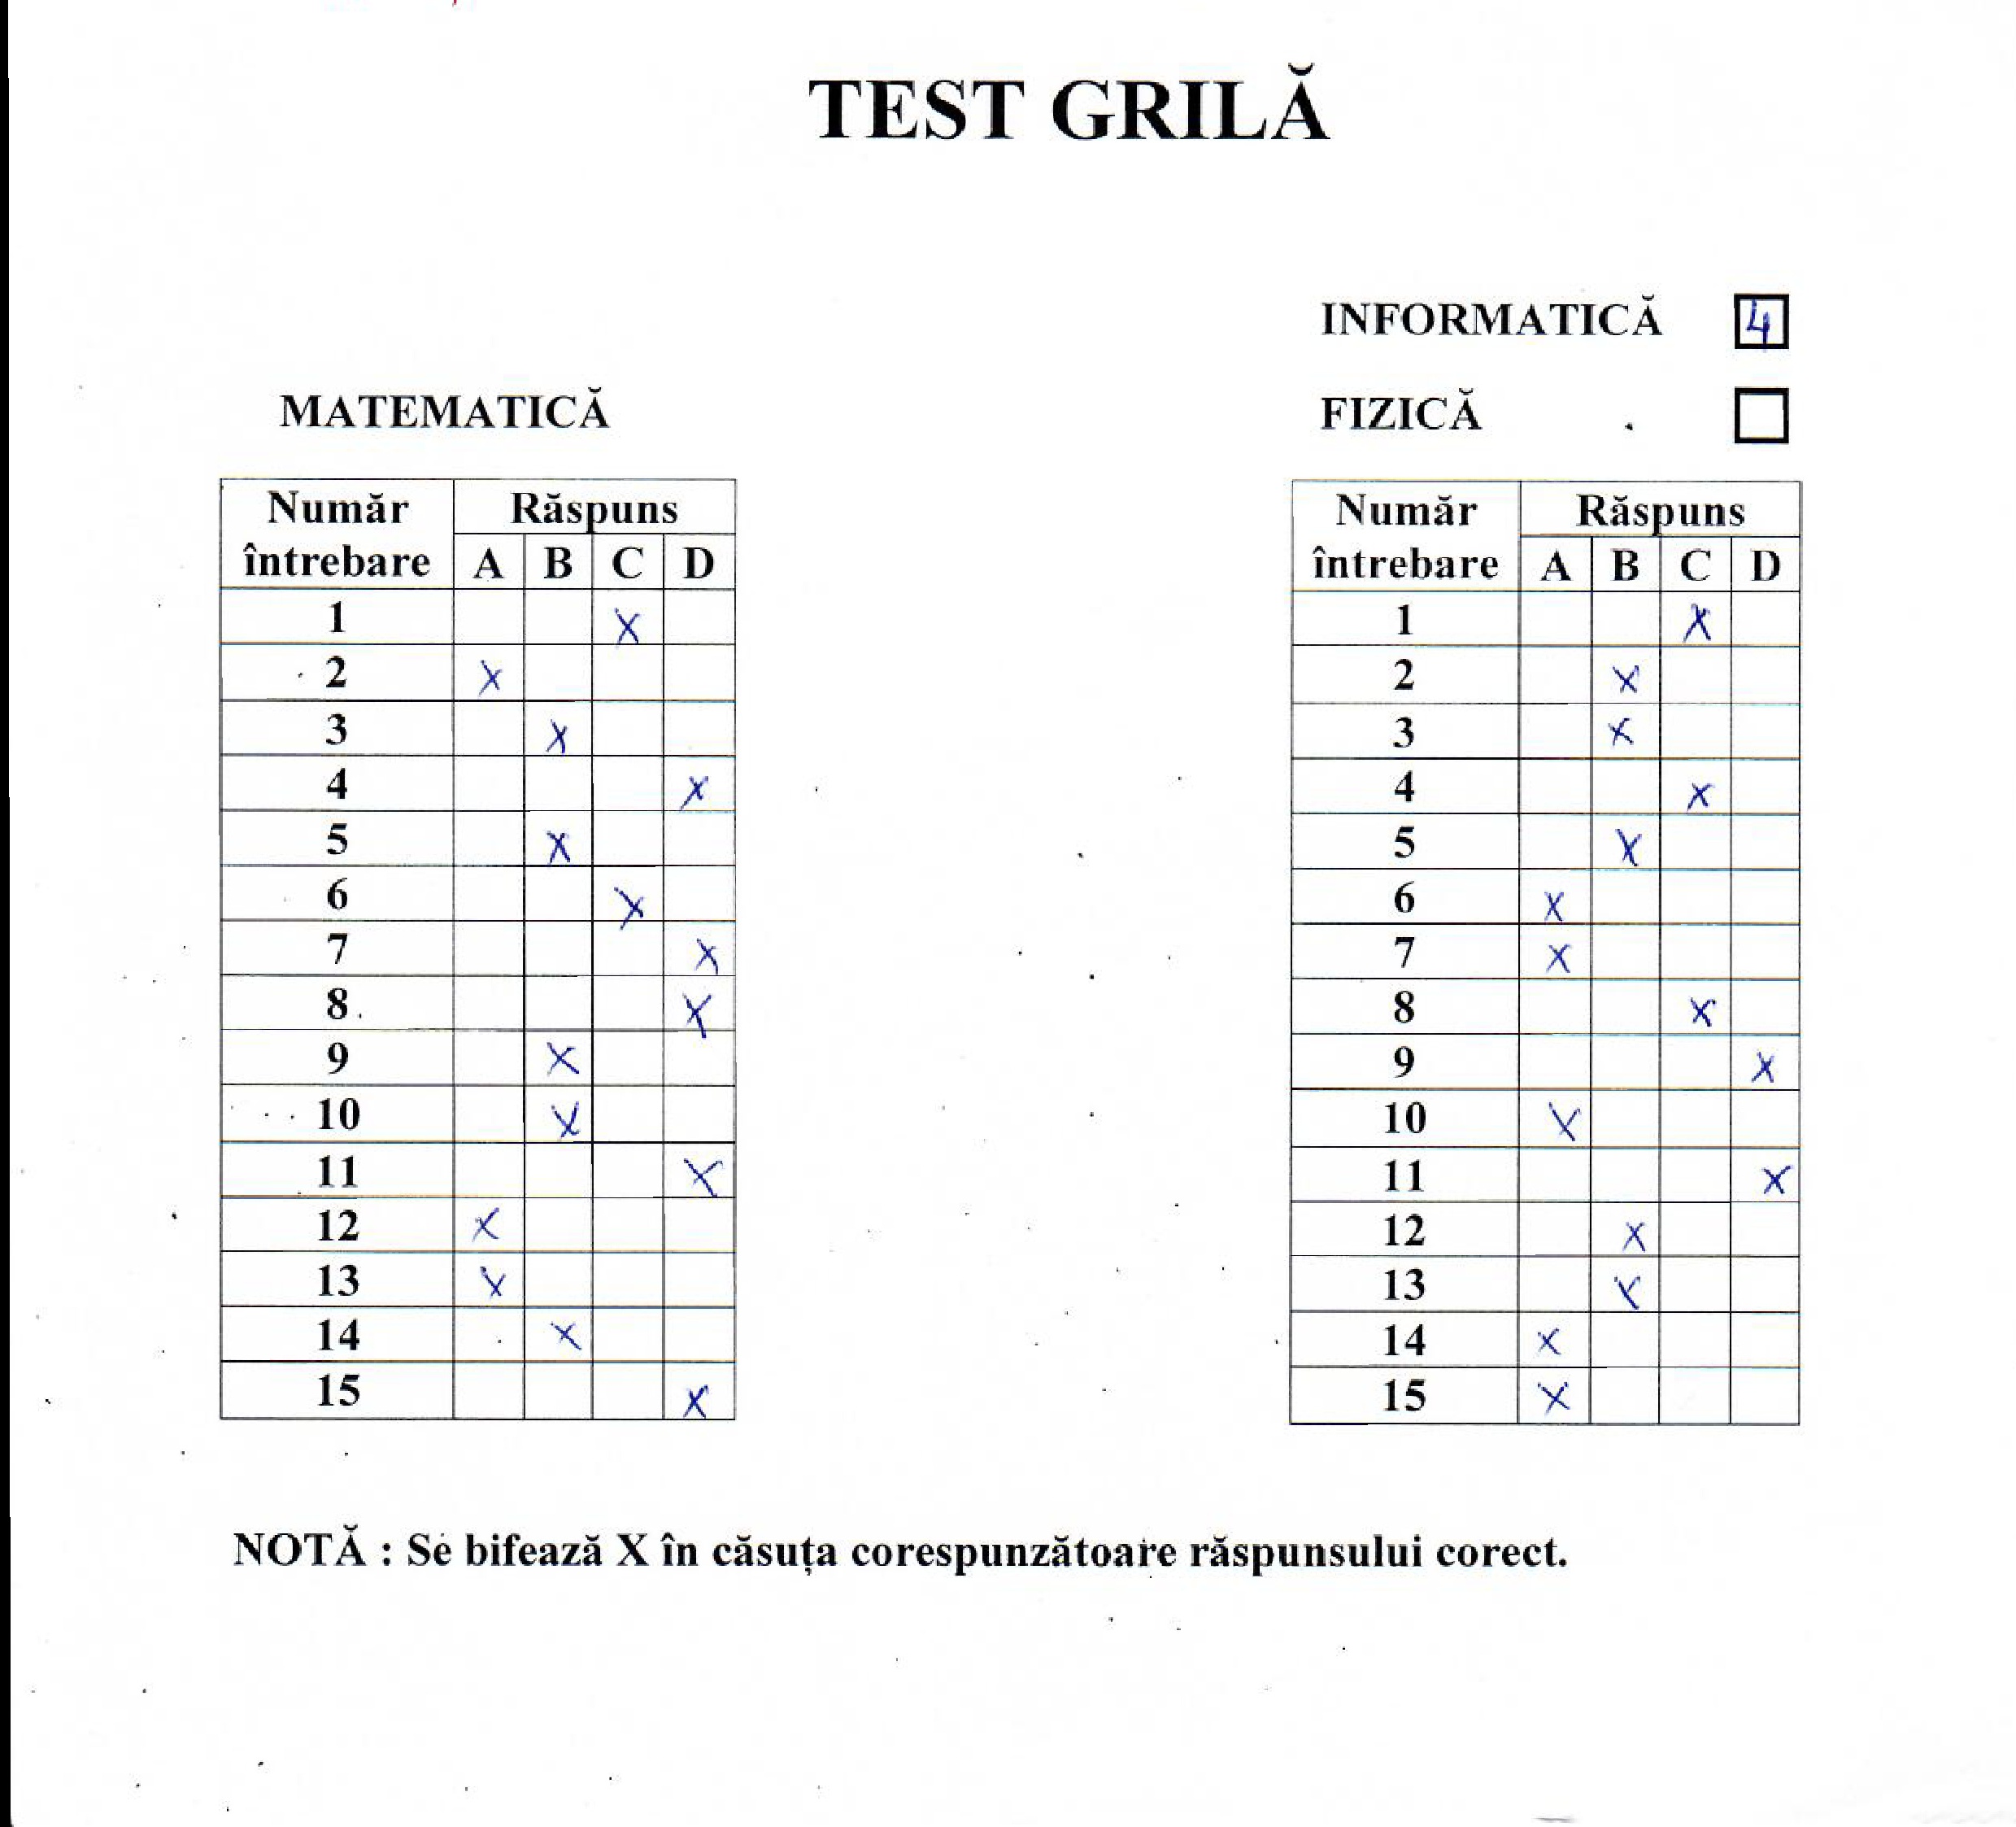 TEST GRILĂ
INFORMATICĂ 4
MATEMATICĂ FIZICĂ
Număr întrebare Răspuns
A B C D
1 X
2 X
3 X
4 X
5 X
6 X
7 X
8 X
9 X
10 X
11 X
12 X
13 X
14 X
15 X
Număr întrebare Răspuns
A B C D
1 X
2 X
3 X
4 X
5 X
6 X
7 X
8 X
9 X
10 X
11 X
12 X
13 X
14 X
15 X
NOTĂ : Se bifează X în căsuța corespunzătoare răspunsului corect.